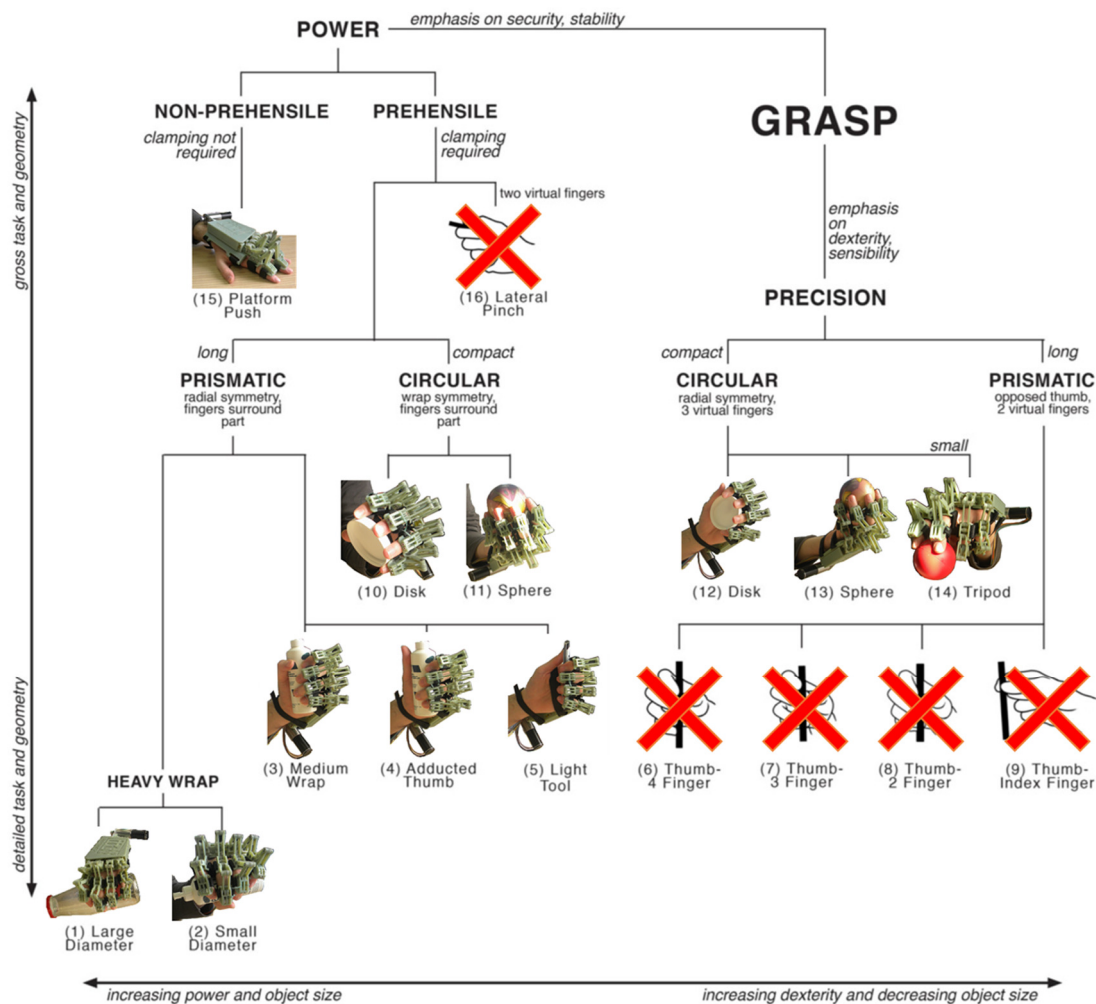 emphasis on security, stability
POWER
NON-PREHENSILE
PREHENSILE
GRASP
clamping not
required
clamping
required
two virtual fingers
emphasis
on
dexterity,
sensibility
(15) Platform
Push
(16) Lateral
Pinch
PRECISION
long
compact
compact
long
PRISMATIC
radial symmetry,
fingers surround
part
CIRCULAR
wrap symmetry,
fingers surround
part
CIRCULAR
radial symmetry,
3 virtual fingers
PRISMATIC
opposed thumb,
2 virtual fingers
small
(10) Disk
(11) Sphere
(12) Disk
(13) Sphere
(14) Tripod
(3) Medium
Wrap
(4) Adducted
Thumb
(5) Light
Tool
(6) Thumb-
4 Finger
(7) Thumb-
3 Finger
(8) Thumb-
2 Finger
(9) Thumb-
Index Finger
HEAVY WRAP
(1) Large
Diameter
(2) Small
Diameter
gross task and geometry
detailed task and geometry
increasing power and object size
increasing dexterity and decreasing object size